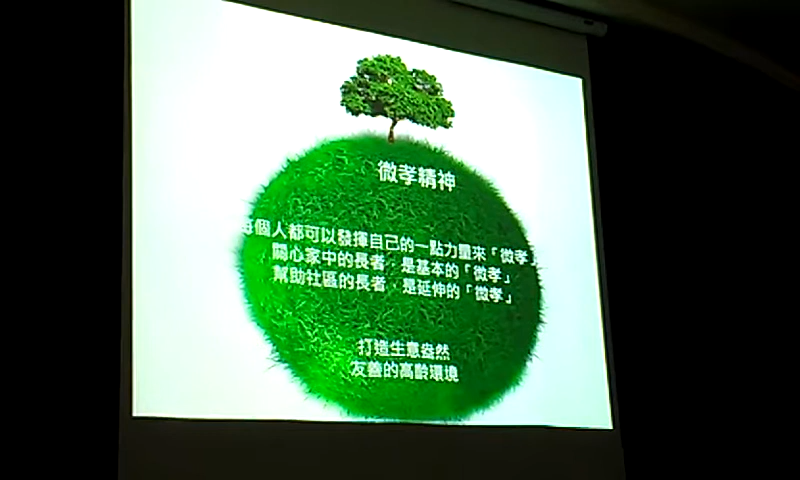 微孝精神
每個人都可以發揮自己的一點力量來「微孝」
關心家中的長者，是基本的「微孝」
幫助社區的長者，是延伸的「微孝」
打造生意盎然
友善的高齡環境